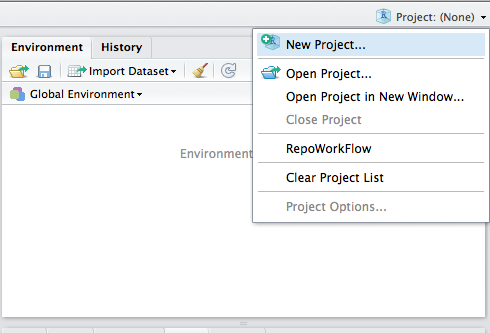 Project: (None)
Environment History
New Project...
Import Dataset
Open Project...
Global Environment
Open Project in New Window...
Close Project
Environment
RepoWorkFlow
Clear Project List
Project Options...